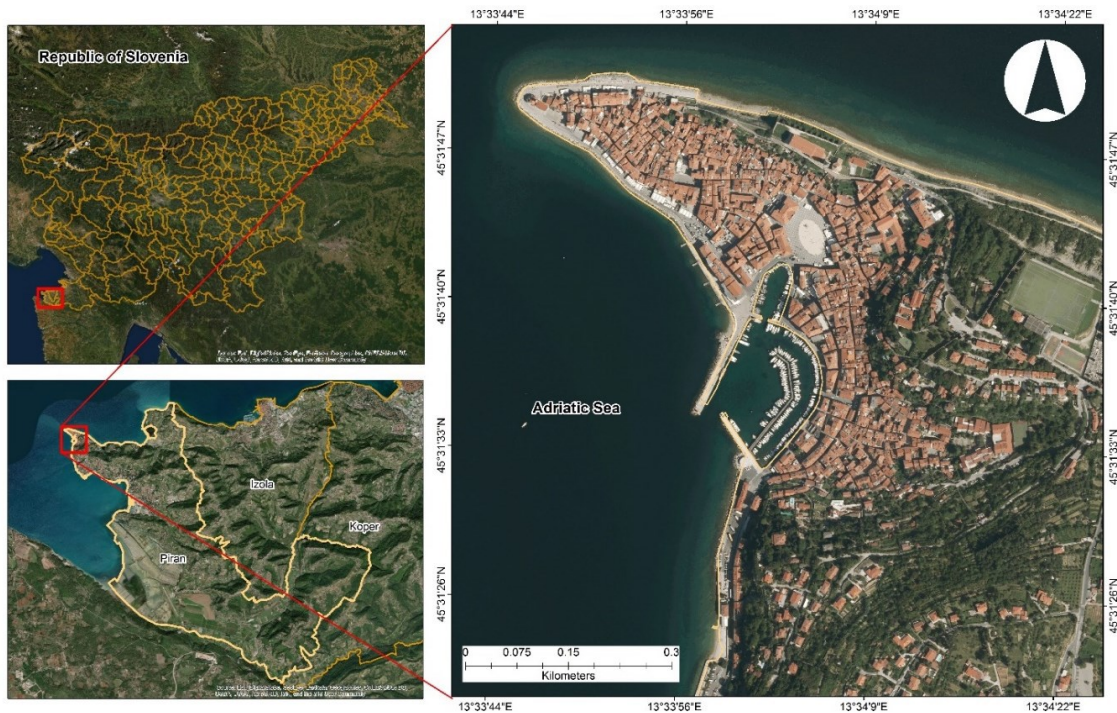 Republic of Slovenia
Izola
Koper
Piran
13°33'44"E
13°33'56"E
13°34'9"E
13°34'22"E
45°31'47"N
45°31'40"N
45°31'33"N
45°31'26"N
45°31'47"N
45°31'40"N
45°31'33"N
45°31'26"N
Adriatic Sea
0 0.075 0.15 0.3
Kilometers
13°33'44"E
13°33'56"E
13°34'9"E
13°34'22"E